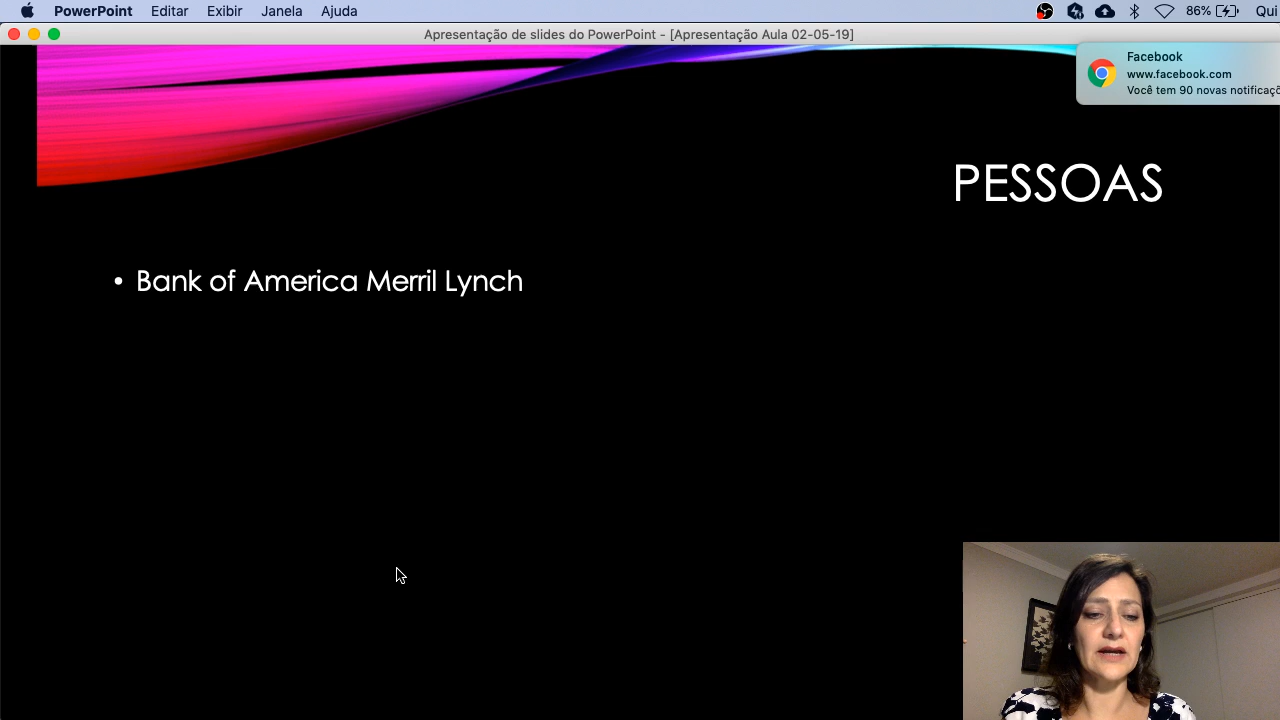 PowerPoint Editar Exibir Janela Ajuda 86% Qui
Apresentação de slides do PowerPoint - [Apresentação Aula 02-05-19]
Facebook
www.facebook.com
Você tem 90 novas notificaçõ
PESSOAS
• Bank of America Merril Lynch